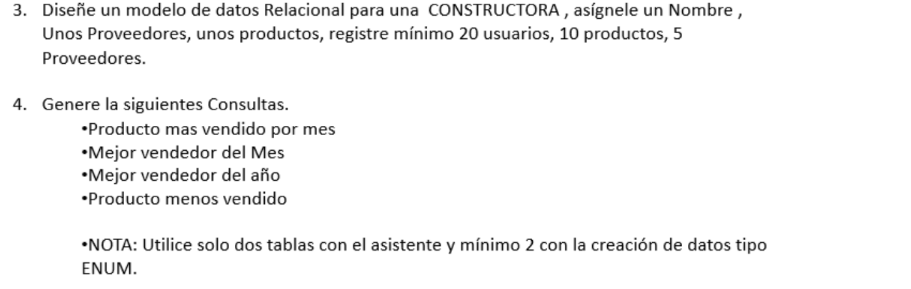 3. Diseñe un modelo de datos Relacional para una CONSTRUCTORA , asígnele un Nombre ,
Unos Proveedores, unos productos, registre mínimo 20 usuarios, 10 productos, 5
Proveedores.
4. Genere la siguientes Consultas.
•Producto mas vendido por mes
•Mejor vendedor del Mes
•Mejor vendedor del año
•Producto menos vendido
•NOTA: Utilice solo dos tablas con el asistente y mínimo 2 con la creación de datos tipo
ENUM.